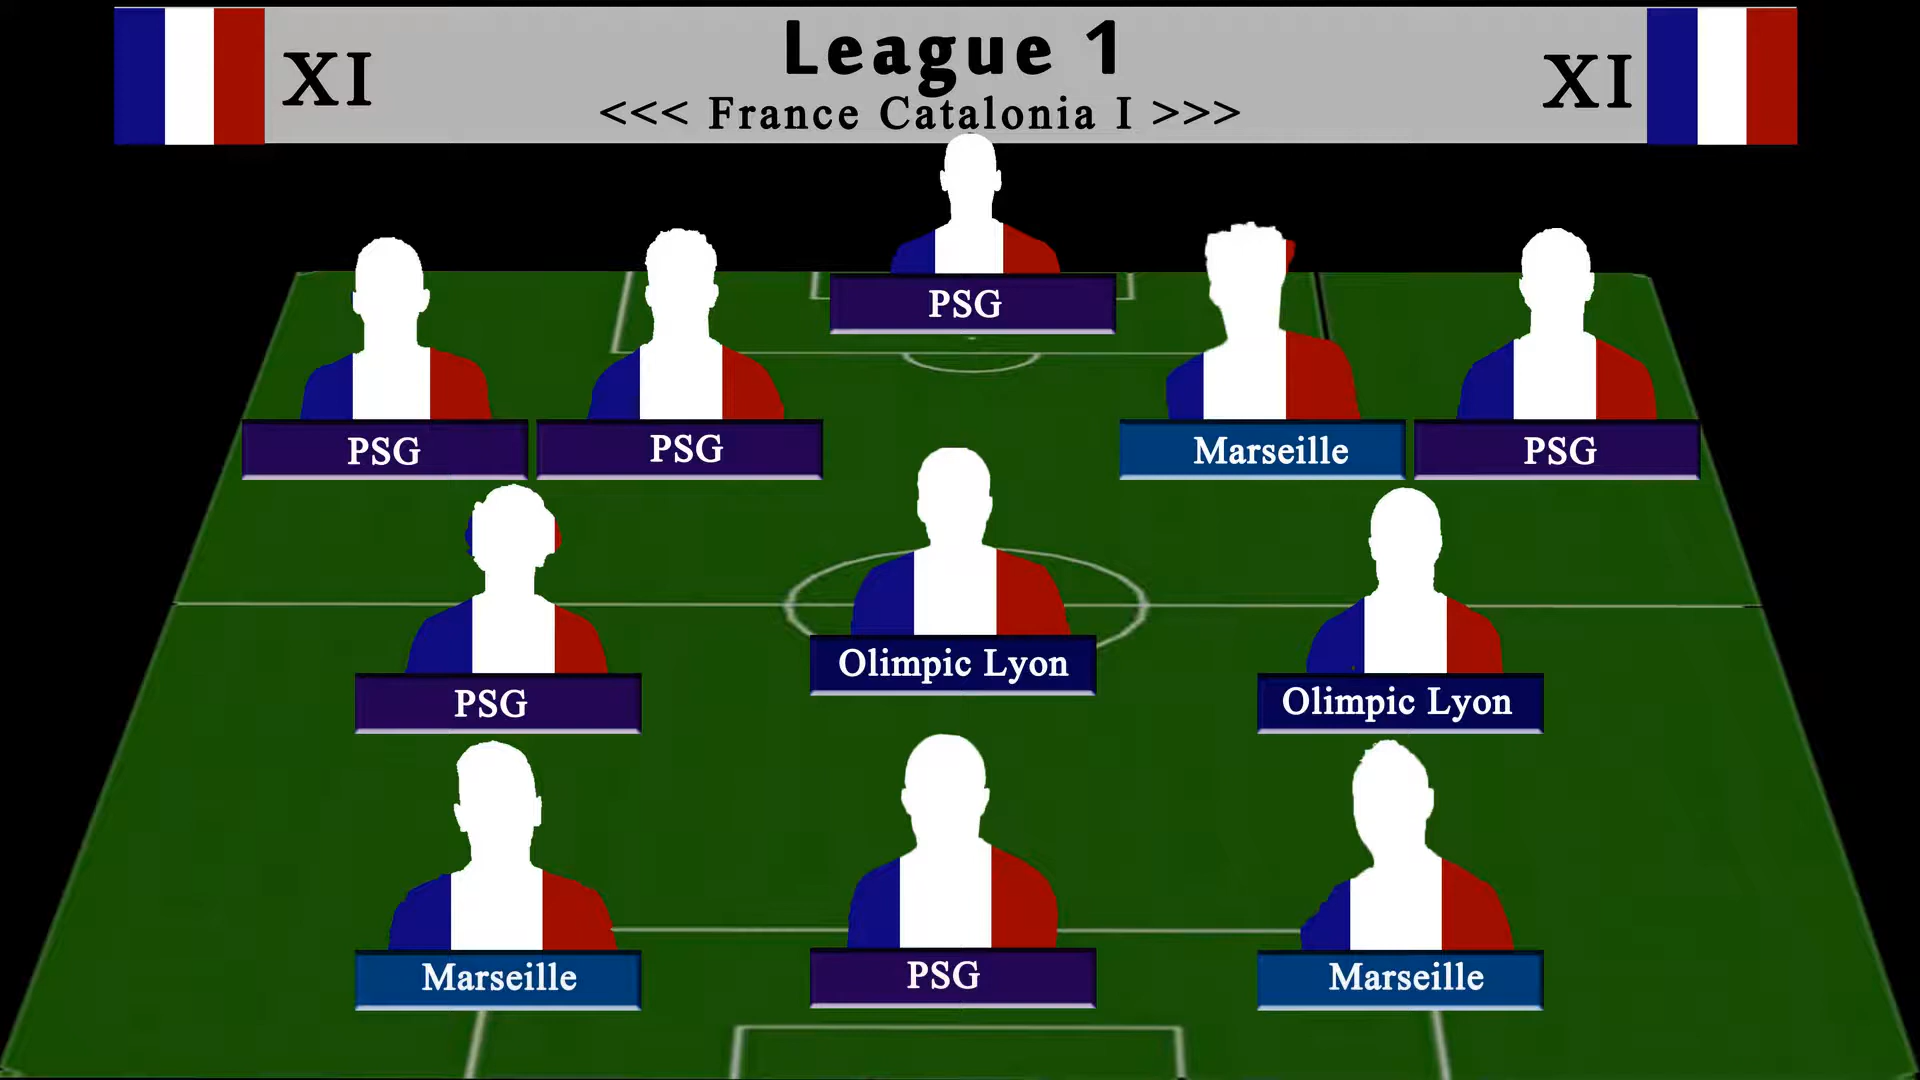 XI
League 1
XI
<<< France Catalonia I >>>
PSG
PSG
PSG
Marseille
PSG
PSG
Olimpic Lyon
Olimpic Lyon
Marseille
PSG
Marseille